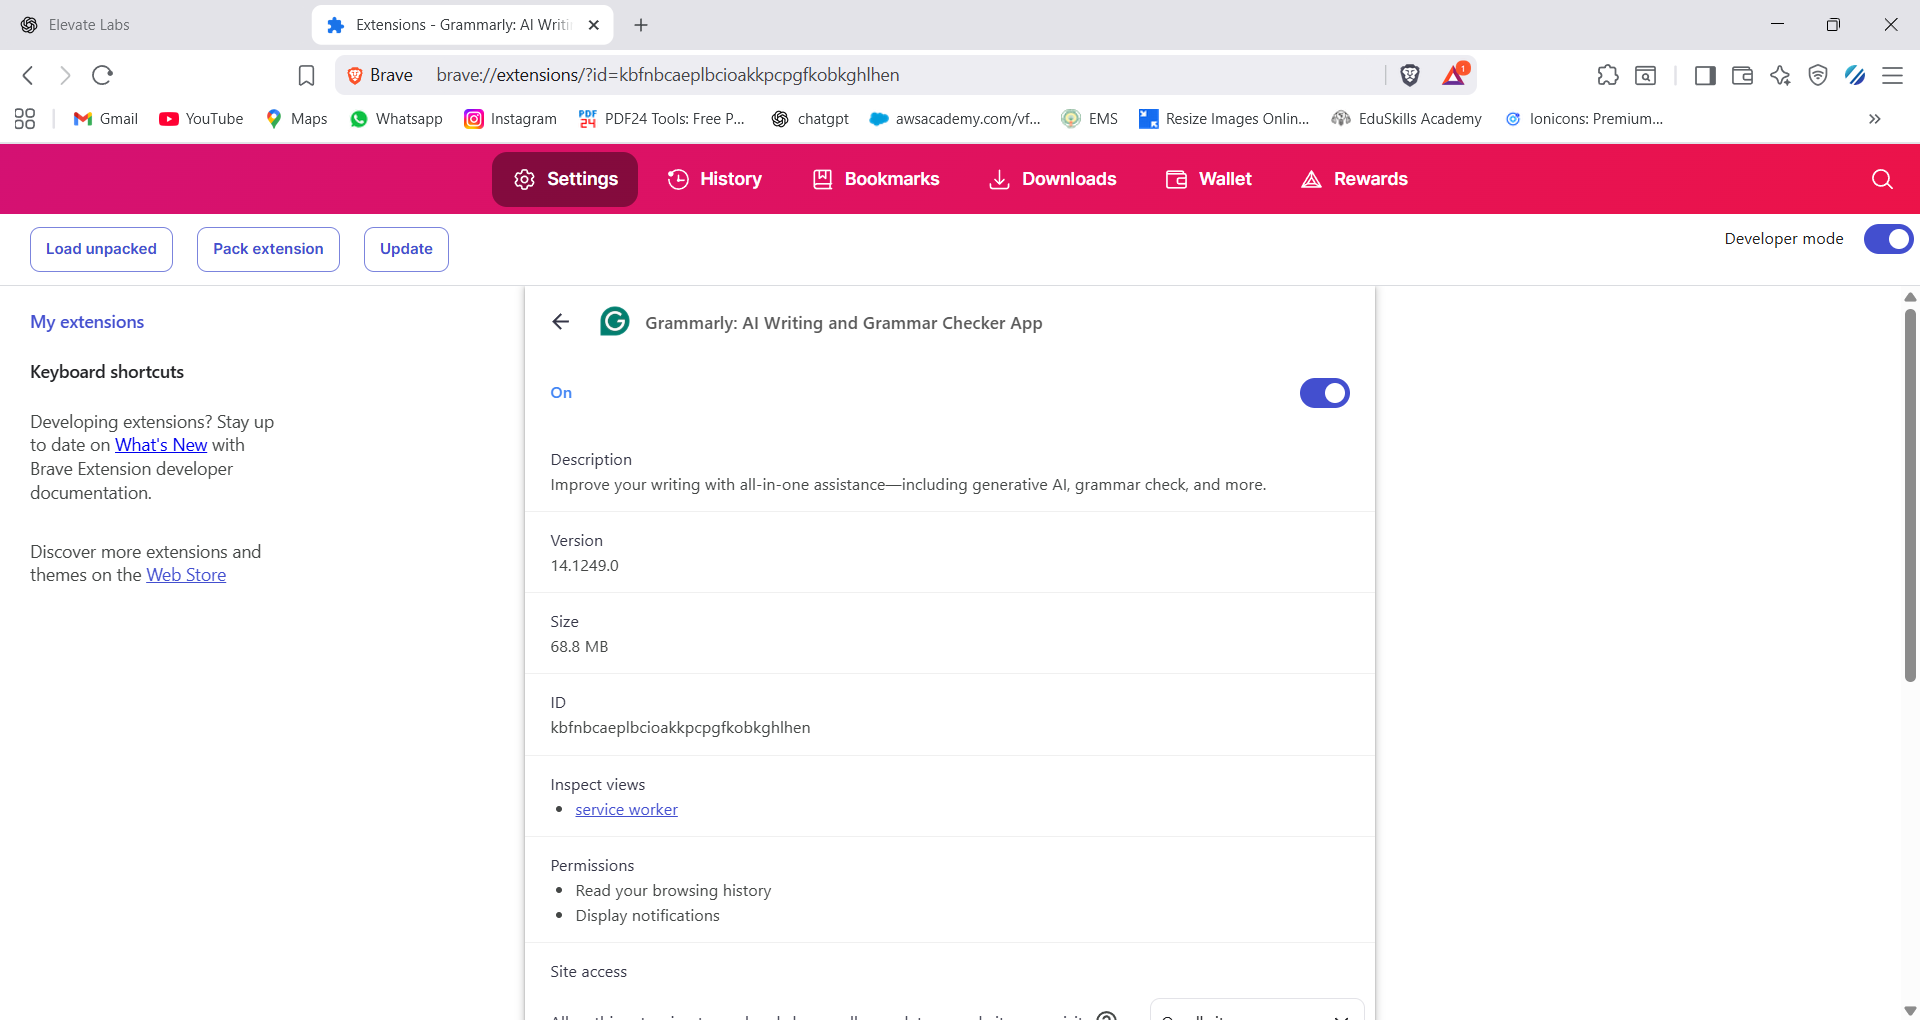 Elevate Labs
Extensions - Grammarly: AI Writi
Brave brave://extensions/?id=kbfnbcaeplbcioakkpcpgfkobkghlhen
1
Gmail YouTube Maps Whatsapp Instagram PDF24 Tools: Free P... chatgpt awsacademy.com/vf... EMS Resize Images Onlin... EduSkills Academy Ionicons: Premium...
Settings History Bookmarks Downloads Wallet Rewards
Load unpacked Pack extension Update Developer mode
My extensions
Keyboard shortcuts
Developing extensions? Stay up
to date on What's New with
Brave Extension developer
documentation.
Discover more extensions and
themes on the Web Store
Grammarly: AI Writing and Grammar Checker App
On
Description
Improve your writing with all-in-one assistance—including generative AI, grammar check, and more.
Version
14.1249.0
Size
68.8 MB
ID
kbfnbcaeplbcioakkpcpgfkobkghlhen
Inspect views
• service worker
Permissions
• Read your browsing history
• Display notifications
Site access